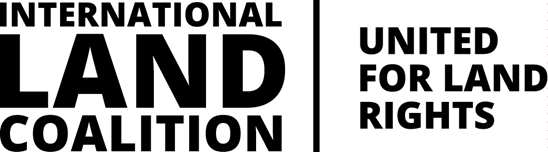 INTERNATIONAL
LAND
COALITION
UNITED
FOR LAND
RIGHTS